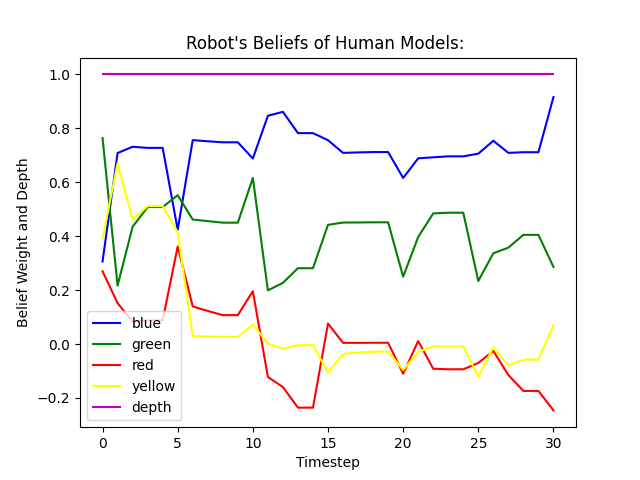 Robot's Beliefs of Human Models:
1.0
0.8
0.6
0.4
0.2
0.0
−0.2
Belief Weight and Depth
blue
green
red
yellow
depth
0 5 10 15 20 25 30
Timestep